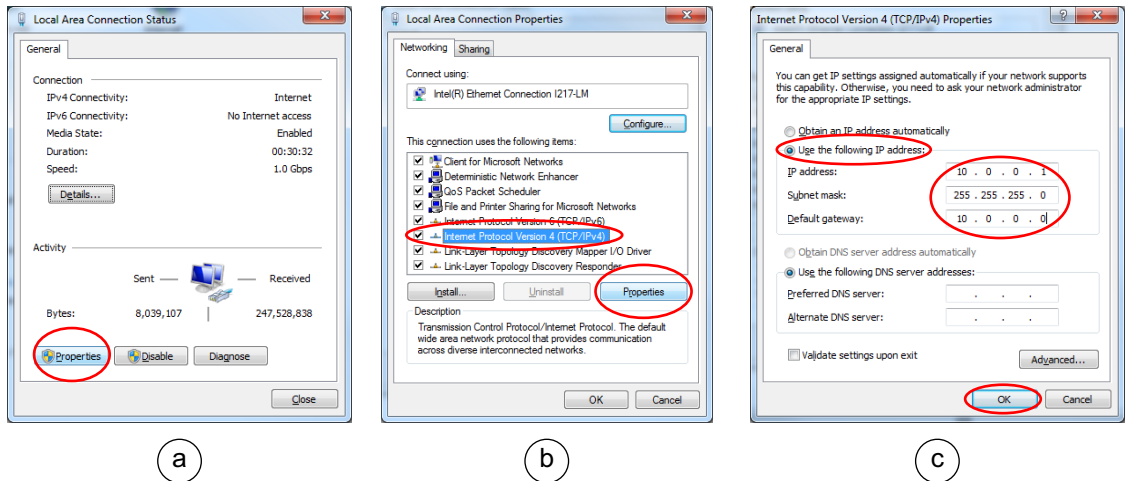 Local Area Connection Status
General
Connection
IPv4 Connectivity: Internet
IPv6 Connectivity: No Internet access
Media State: Enabled
Duration: 00:30:32
Speed: 1.0 Gbps
Details...
Activity
Sent — Received
Bytes: 8,039,107 | 247,528,838
Properties Disable Diagnose
Close
a
Local Area Connection Properties
Networking Sharing
Connect using:
Intel(R) Ethernet Connection I217-LM
Configure...
This connection uses the following items:
Client for Microsoft Networks
Deterministic Network Enhancer
QoS Packet Scheduler
File and Printer Sharing for Microsoft Networks
Internet Protocol Version 6 (TCP/IPv6)
Internet Protocol Version 4 (TCP/IPv4)
Link-Layer Topology Discovery Mapper I/O Driver
Link-Layer Topology Discovery Responder
Install... Uninstall Properties
Description
Transmission Control Protocol/Internet Protocol. The default
wide area network protocol that provides communication
across diverse interconnected networks.
OK Cancel
b
Internet Protocol Version 4 (TCP/IPv4) Properties
General
You can get IP settings assigned automatically if your network supports
this capability. Otherwise, you need to ask your network administrator
for the appropriate IP settings.
Obtain an IP address automatically
Use the following IP address:
IP address: 10 . 0 . 0 . 1
Subnet mask: 255 . 255 . 255 . 0
Default gateway: 10 . 0 . 0 . 0
Obtain DNS server address automatically
Use the following DNS server addresses:
Preferred DNS server: . . .
Alternate DNS server: . . .
Validate settings upon exit
Advanced...
OK Cancel
c